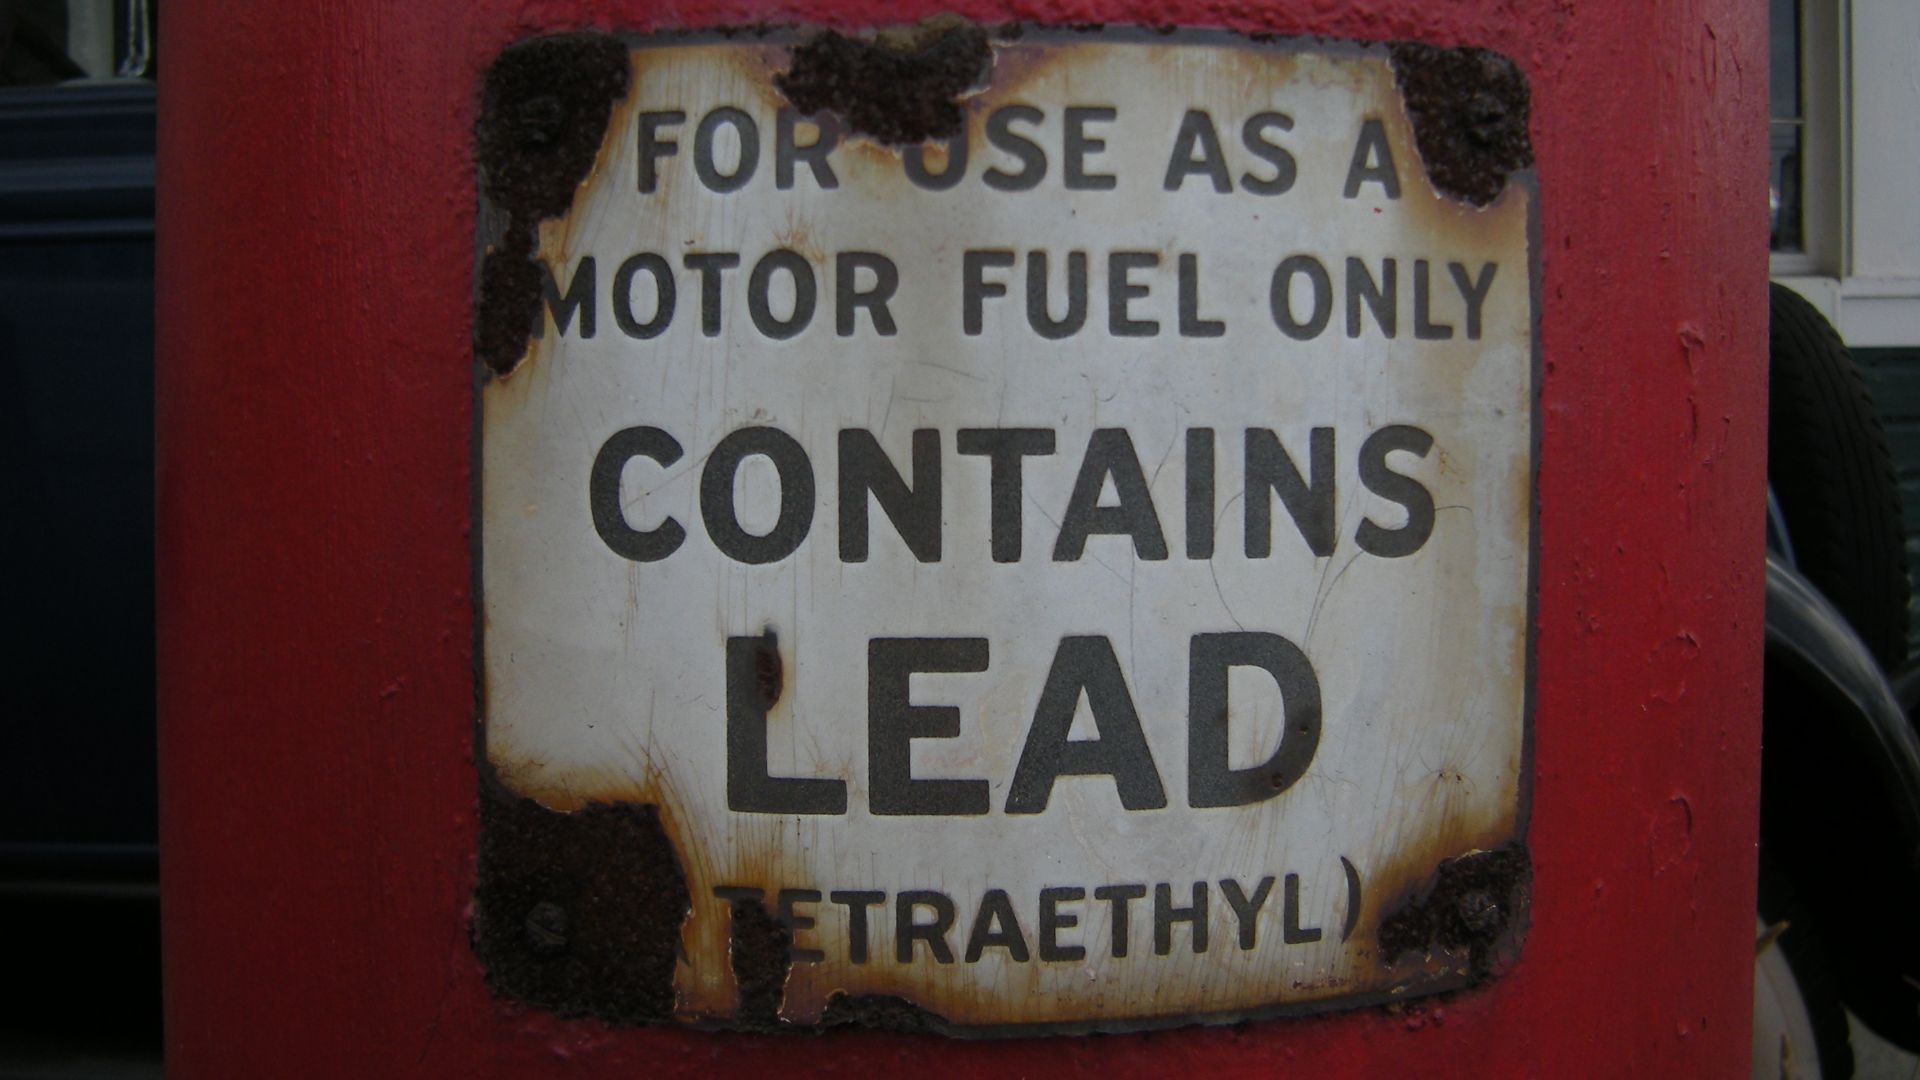 FOR USE AS A
MOTOR FUEL ONLY
CONTAINS
LEAD
(TETRAETHYL)